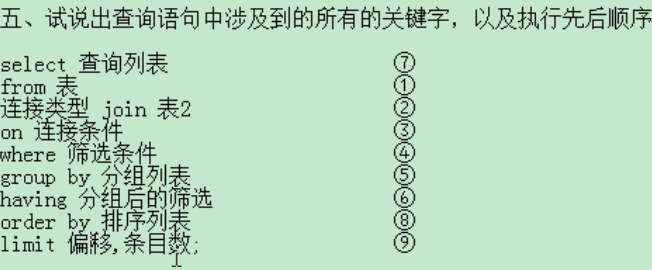 五、试说出查询语句中涉及到的所有的关键字，以及执行先后顺序
select 查询列表 ⑦
from 表 ①
连接类型 join 表2 ②
on 连接条件 ③
where 筛选条件 ④
group by 分组列表 ⑤
having 分组后的筛选 ⑥
order by 排序列表 ⑧
limit 偏移,条目数; ⑨